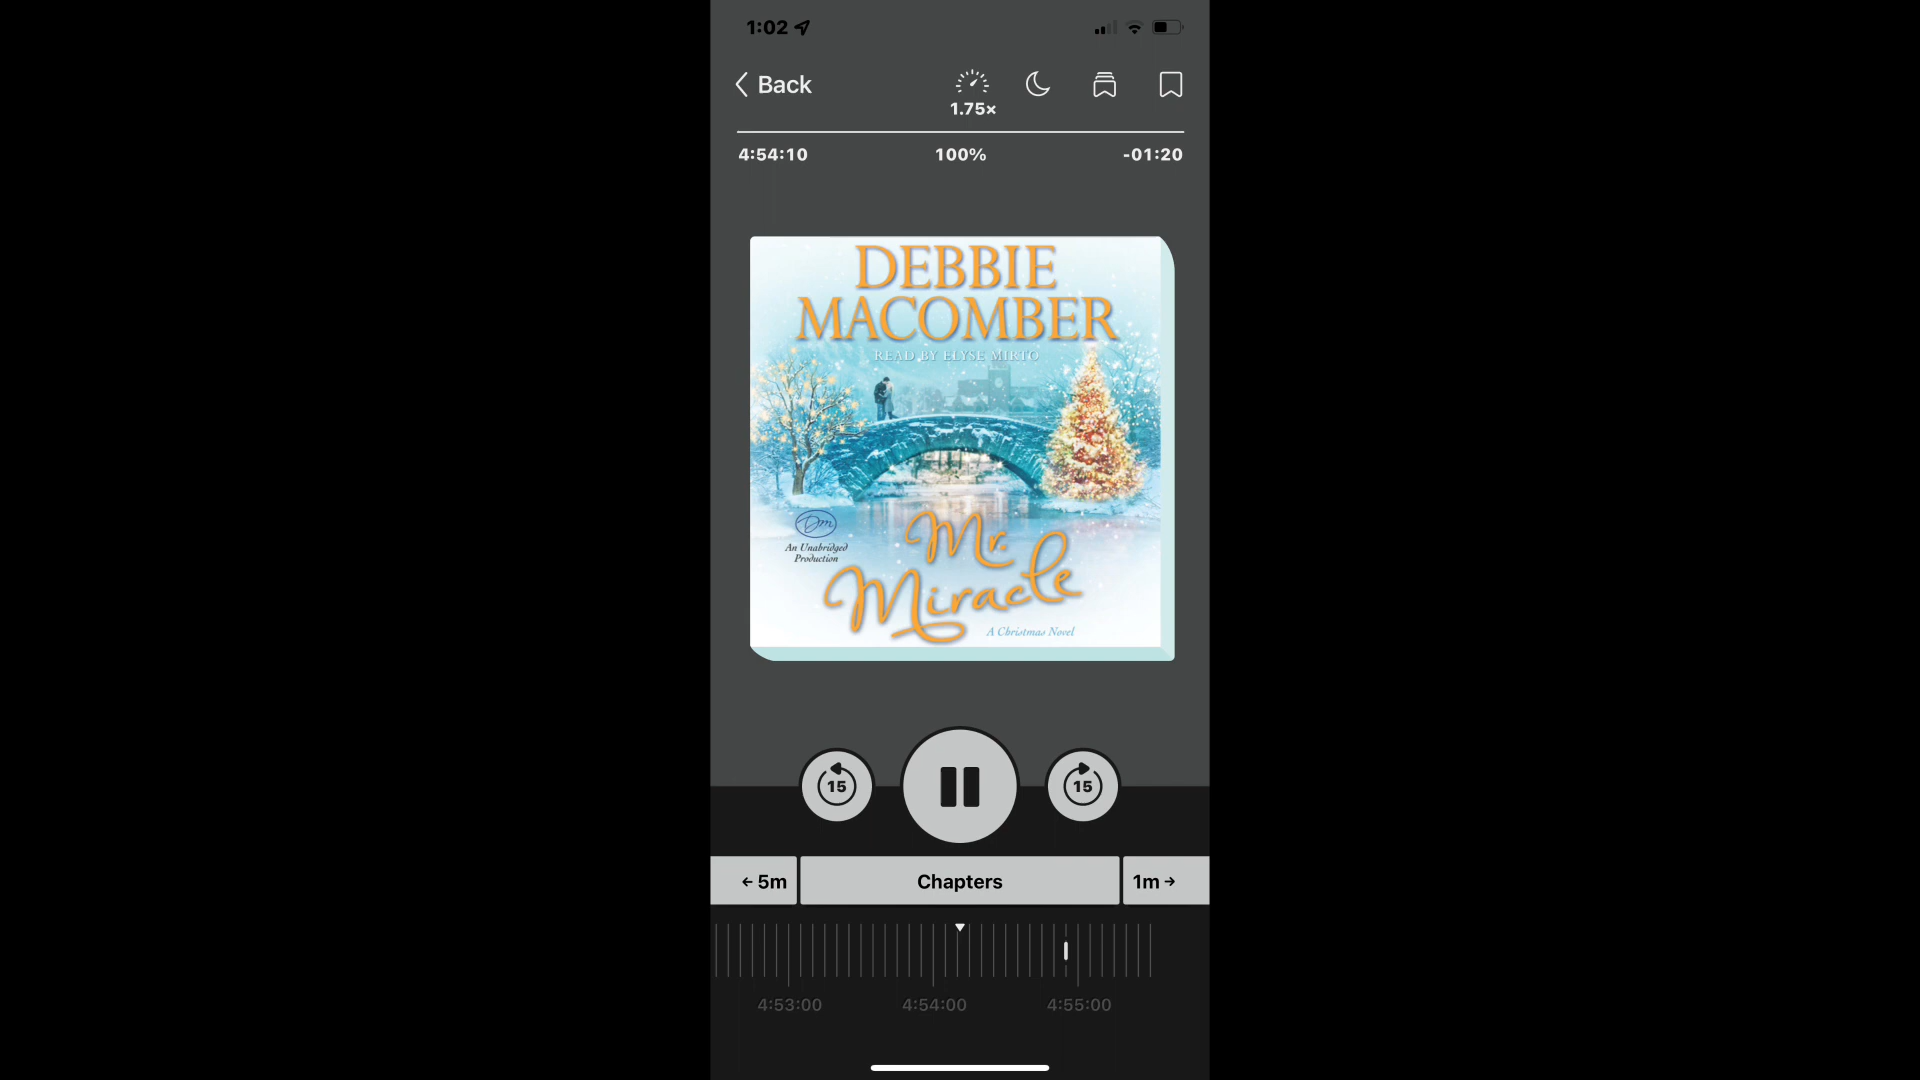 1:02
Back
1.75×
4:54:10 100% -01:20
DEBBIE
MACOMBER
READ BY ELYSE MIRTO
Dm
An Unabridged
Production
Mr.
Miracle
A Christmas Novel
15 15
← 5m Chapters 1m →
4:53:00 4:54:00 4:55:00